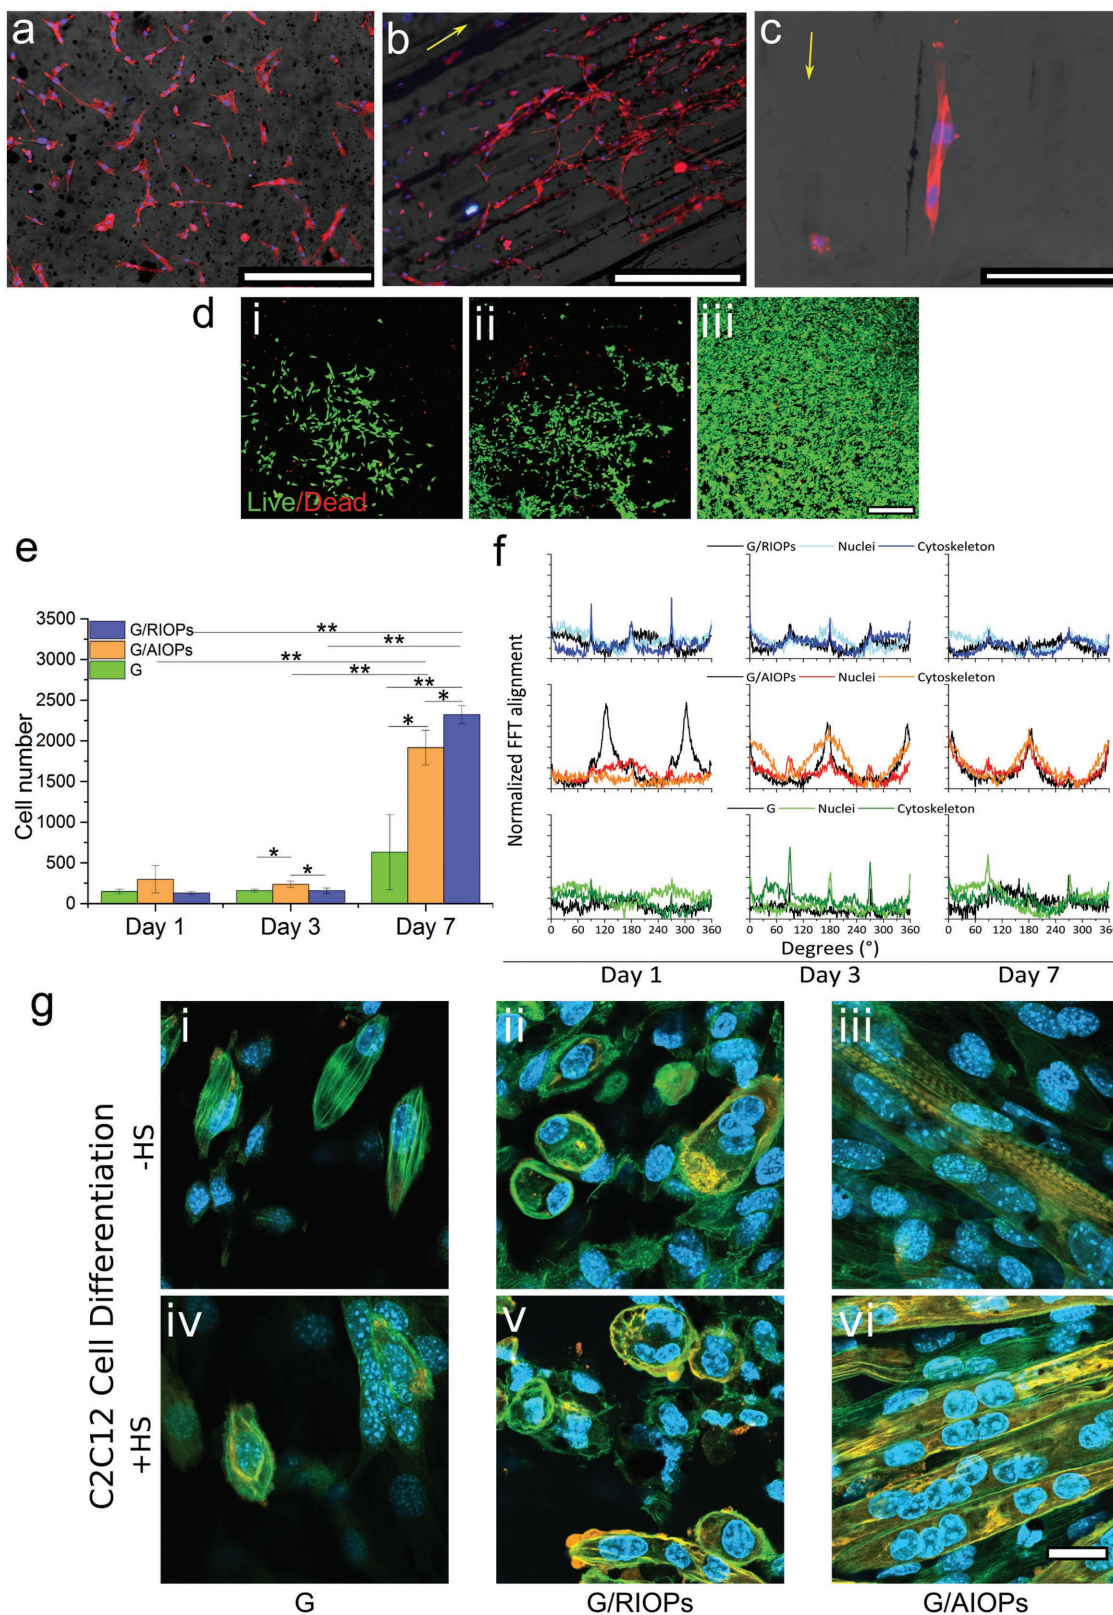 a
b
c
d
i
ii
iii
Live/Dead
e
f
G/RIOPs Nuclei Cytoskeleton
G/AIOPs Nuclei Cytoskeleton
G Nuclei Cytoskeleton
Normalized FFT alignment
0 60 120 180 240 300 360
0 60 120 180 240 300 360
0 60 120 180 240 300 360
Degrees (°)
Day 1
Day 3
Day 7
3500
3000
2500
2000
1500
1000
500
0
Cell number
G/RIOPs
G/AIOPs
G
**
**
**
**
**
*
*
*
*
Day 1
Day 3
Day 7
g
C2C12 Cell Differentiation
-HS
+HS
i
ii
iii
iv
v
vi
G
G/RIOPs
G/AIOPs